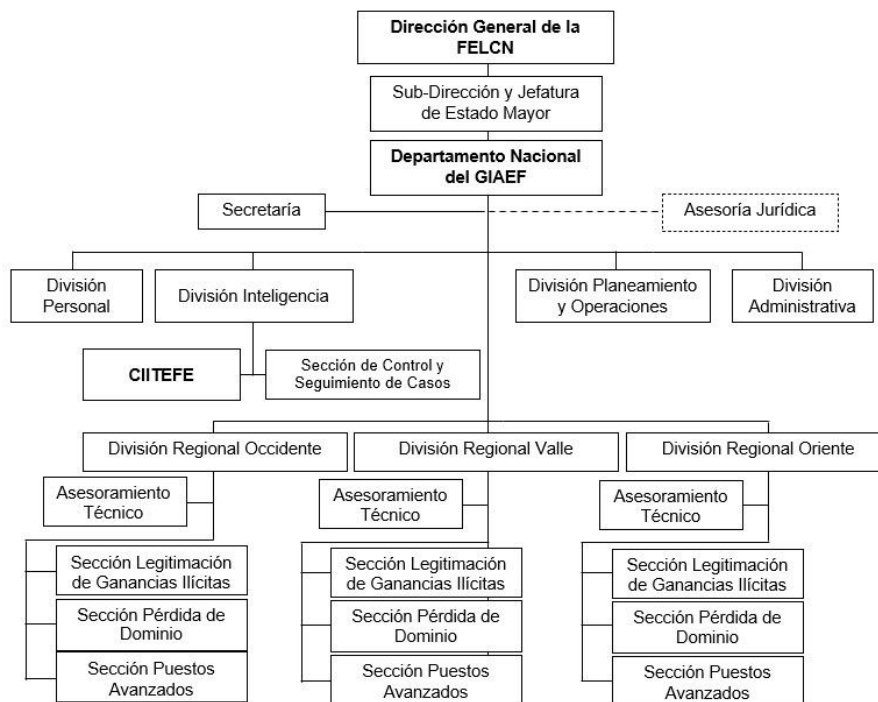 Dirección General de la
FELCN
Sub-Dirección y Jefatura
de Estado Mayor
Departamento Nacional
del GIAEF
Secretaría
Asesoría Jurídica
División
Personal
División Inteligencia
División Planeamiento
y Operaciones
División
Administrativa
CIITEFE
Sección de Control y
Seguimiento de Casos
División Regional Occidente
División Regional Valle
División Regional Oriente
Asesoramiento
Técnico
Asesoramiento
Técnico
Asesoramiento
Técnico
Sección Legitimación
de Ganancias Ilícitas
Sección Legitimación
de Ganancias Ilícitas
Sección Legitimación
de Ganancias Ilícitas
Sección Pérdida de
Dominio
Sección Pérdida de
Dominio
Sección Pérdida de
Dominio
Sección Puestos
Avanzados
Sección Puestos
Avanzados
Sección Puestos
Avanzados